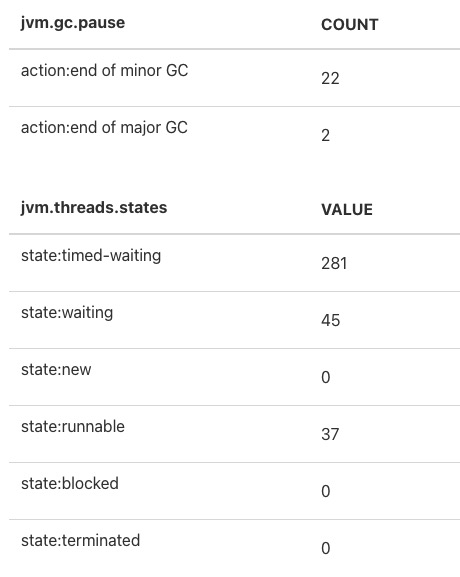 jvm.gc.pause COUNT
action:end of minor GC 22
action:end of major GC 2
jvm.threads.states VALUE
state:timed-waiting 281
state:waiting 45
state:new 0
state:runnable 37
state:blocked 0
state:terminated 0